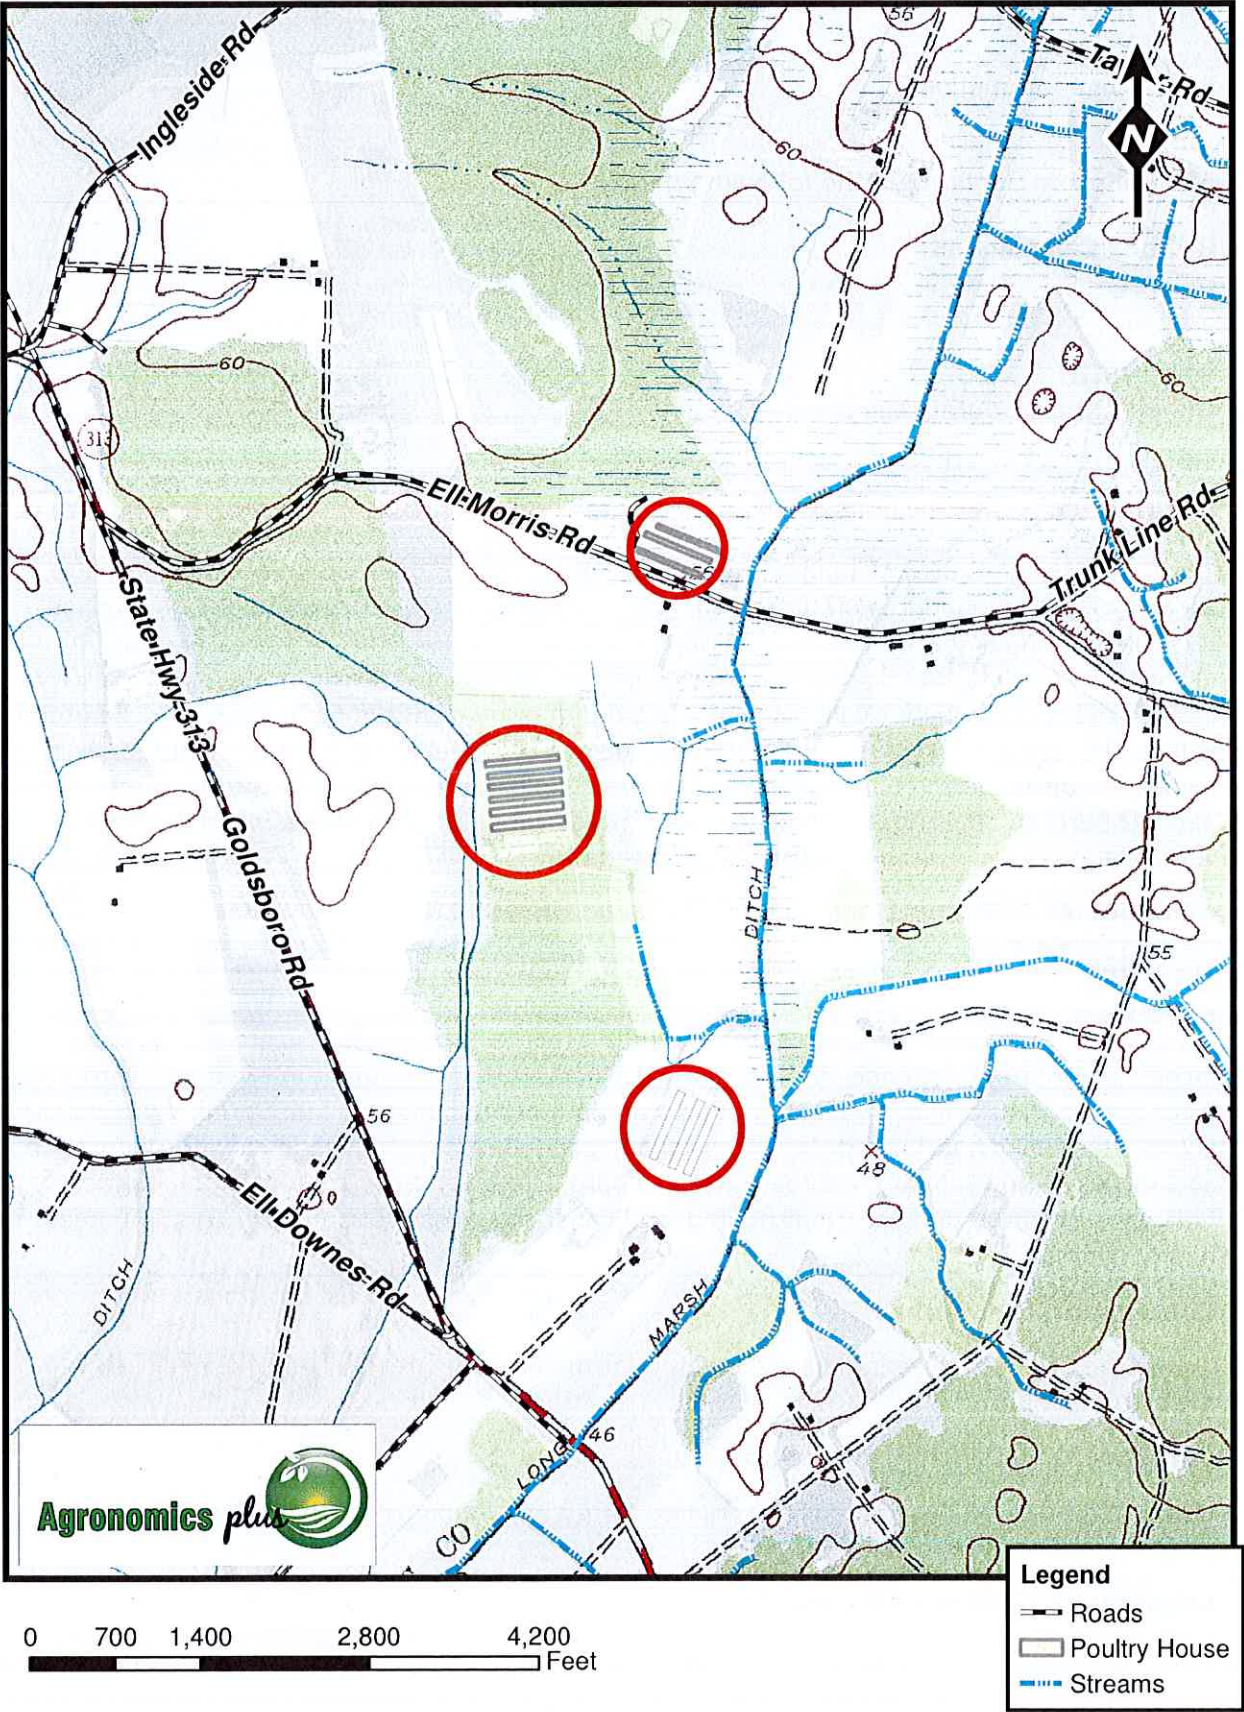 56
Ingleside Rd
N
60
60
60
313
Ell Morris Rd
Trunk Line Rd
State Hwy 313
Goldsboro Rd
DITCH
55
56
48
0
Ell Downes Rd
DITCH
MARSH
46
LONG
CO
Agronomics plus
Legend
Roads
Poultry House
Streams
0 700 1,400 2,800 4,200
Feet